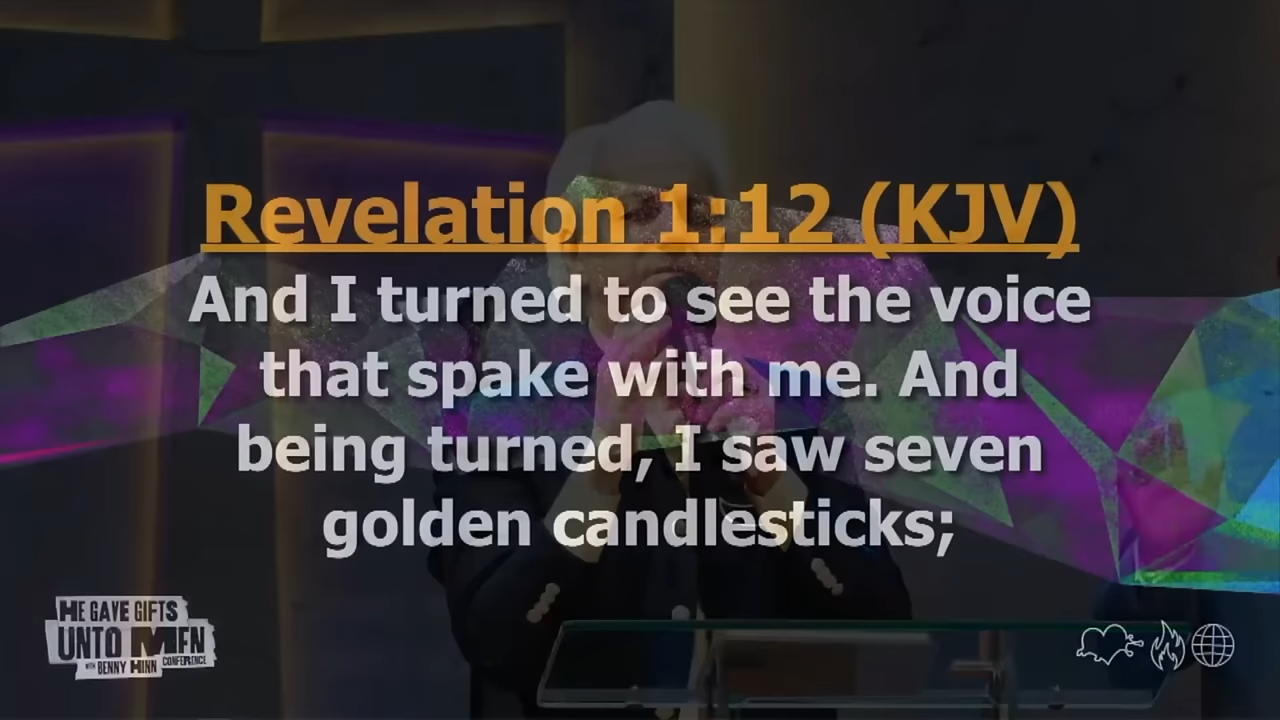 Revelation 1:12 (KJV)
And I turned to see the voice
that spake with me. And
being turned, I saw seven
golden candlesticks;
HE GAVE GIFTS
UNTO MEN
WITH BENNY HINN CONFERENCE